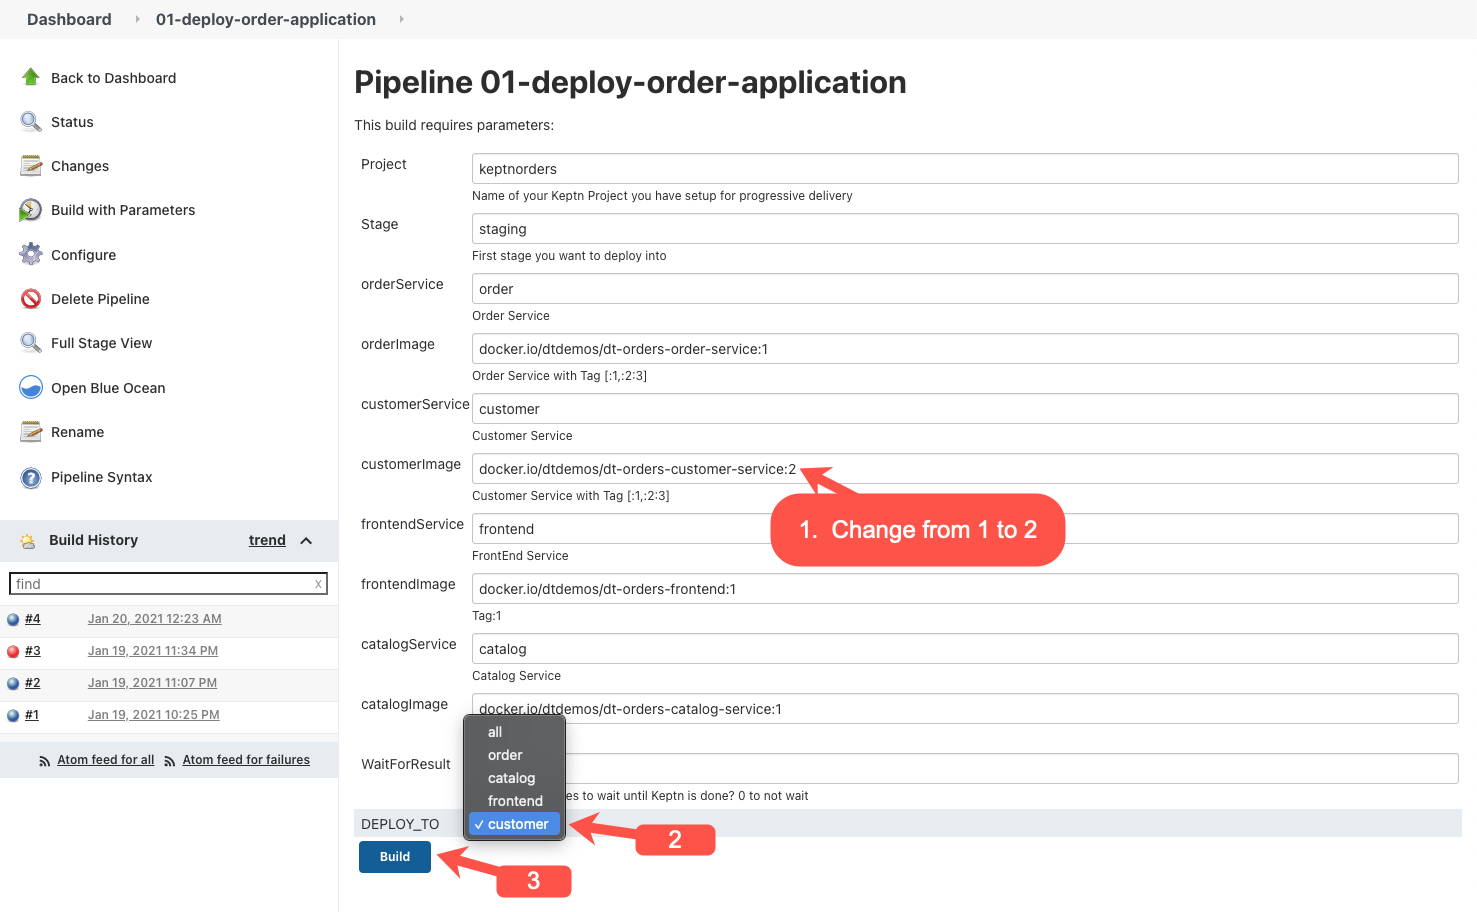 Dashboard 01-deploy-order-application
Back to Dashboard
Status
Changes
Build with Parameters
Configure
Delete Pipeline
Full Stage View
Open Blue Ocean
Rename
Pipeline Syntax
Build History trend
find x
#4 Jan 20, 2021 12:23 AM
#3 Jan 19, 2021 11:34 PM
#2 Jan 19, 2021 11:07 PM
#1 Jan 19, 2021 10:25 PM
Atom feed for all Atom feed for failures
Pipeline 01-deploy-order-application
This build requires parameters:
Project keptnorders
Name of your Keptn Project you have setup for progressive delivery
Stage staging
First stage you want to deploy into
orderService order
Order Service
orderImage docker.io/dtdemos/dt-orders-order-service:1
Order Service with Tag [:1,:2:3]
customerService customer
Customer Service
customerImage docker.io/dtdemos/dt-orders-customer-service:2
Customer Service with Tag [:1,:2:3]
1. Change from 1 to 2
frontendService frontend
FrontEnd Service
frontendImage docker.io/dtdemos/dt-orders-frontend:1
Tag:1
catalogService catalog
Catalog Service
catalogImage docker.io/dtdemos/dt-orders-catalog-service:1
all
order
WaitForResult catalog
frontend es to wait until Keptn is done? 0 to not wait
DEPLOY_TO ✓ customer
2
Build
3